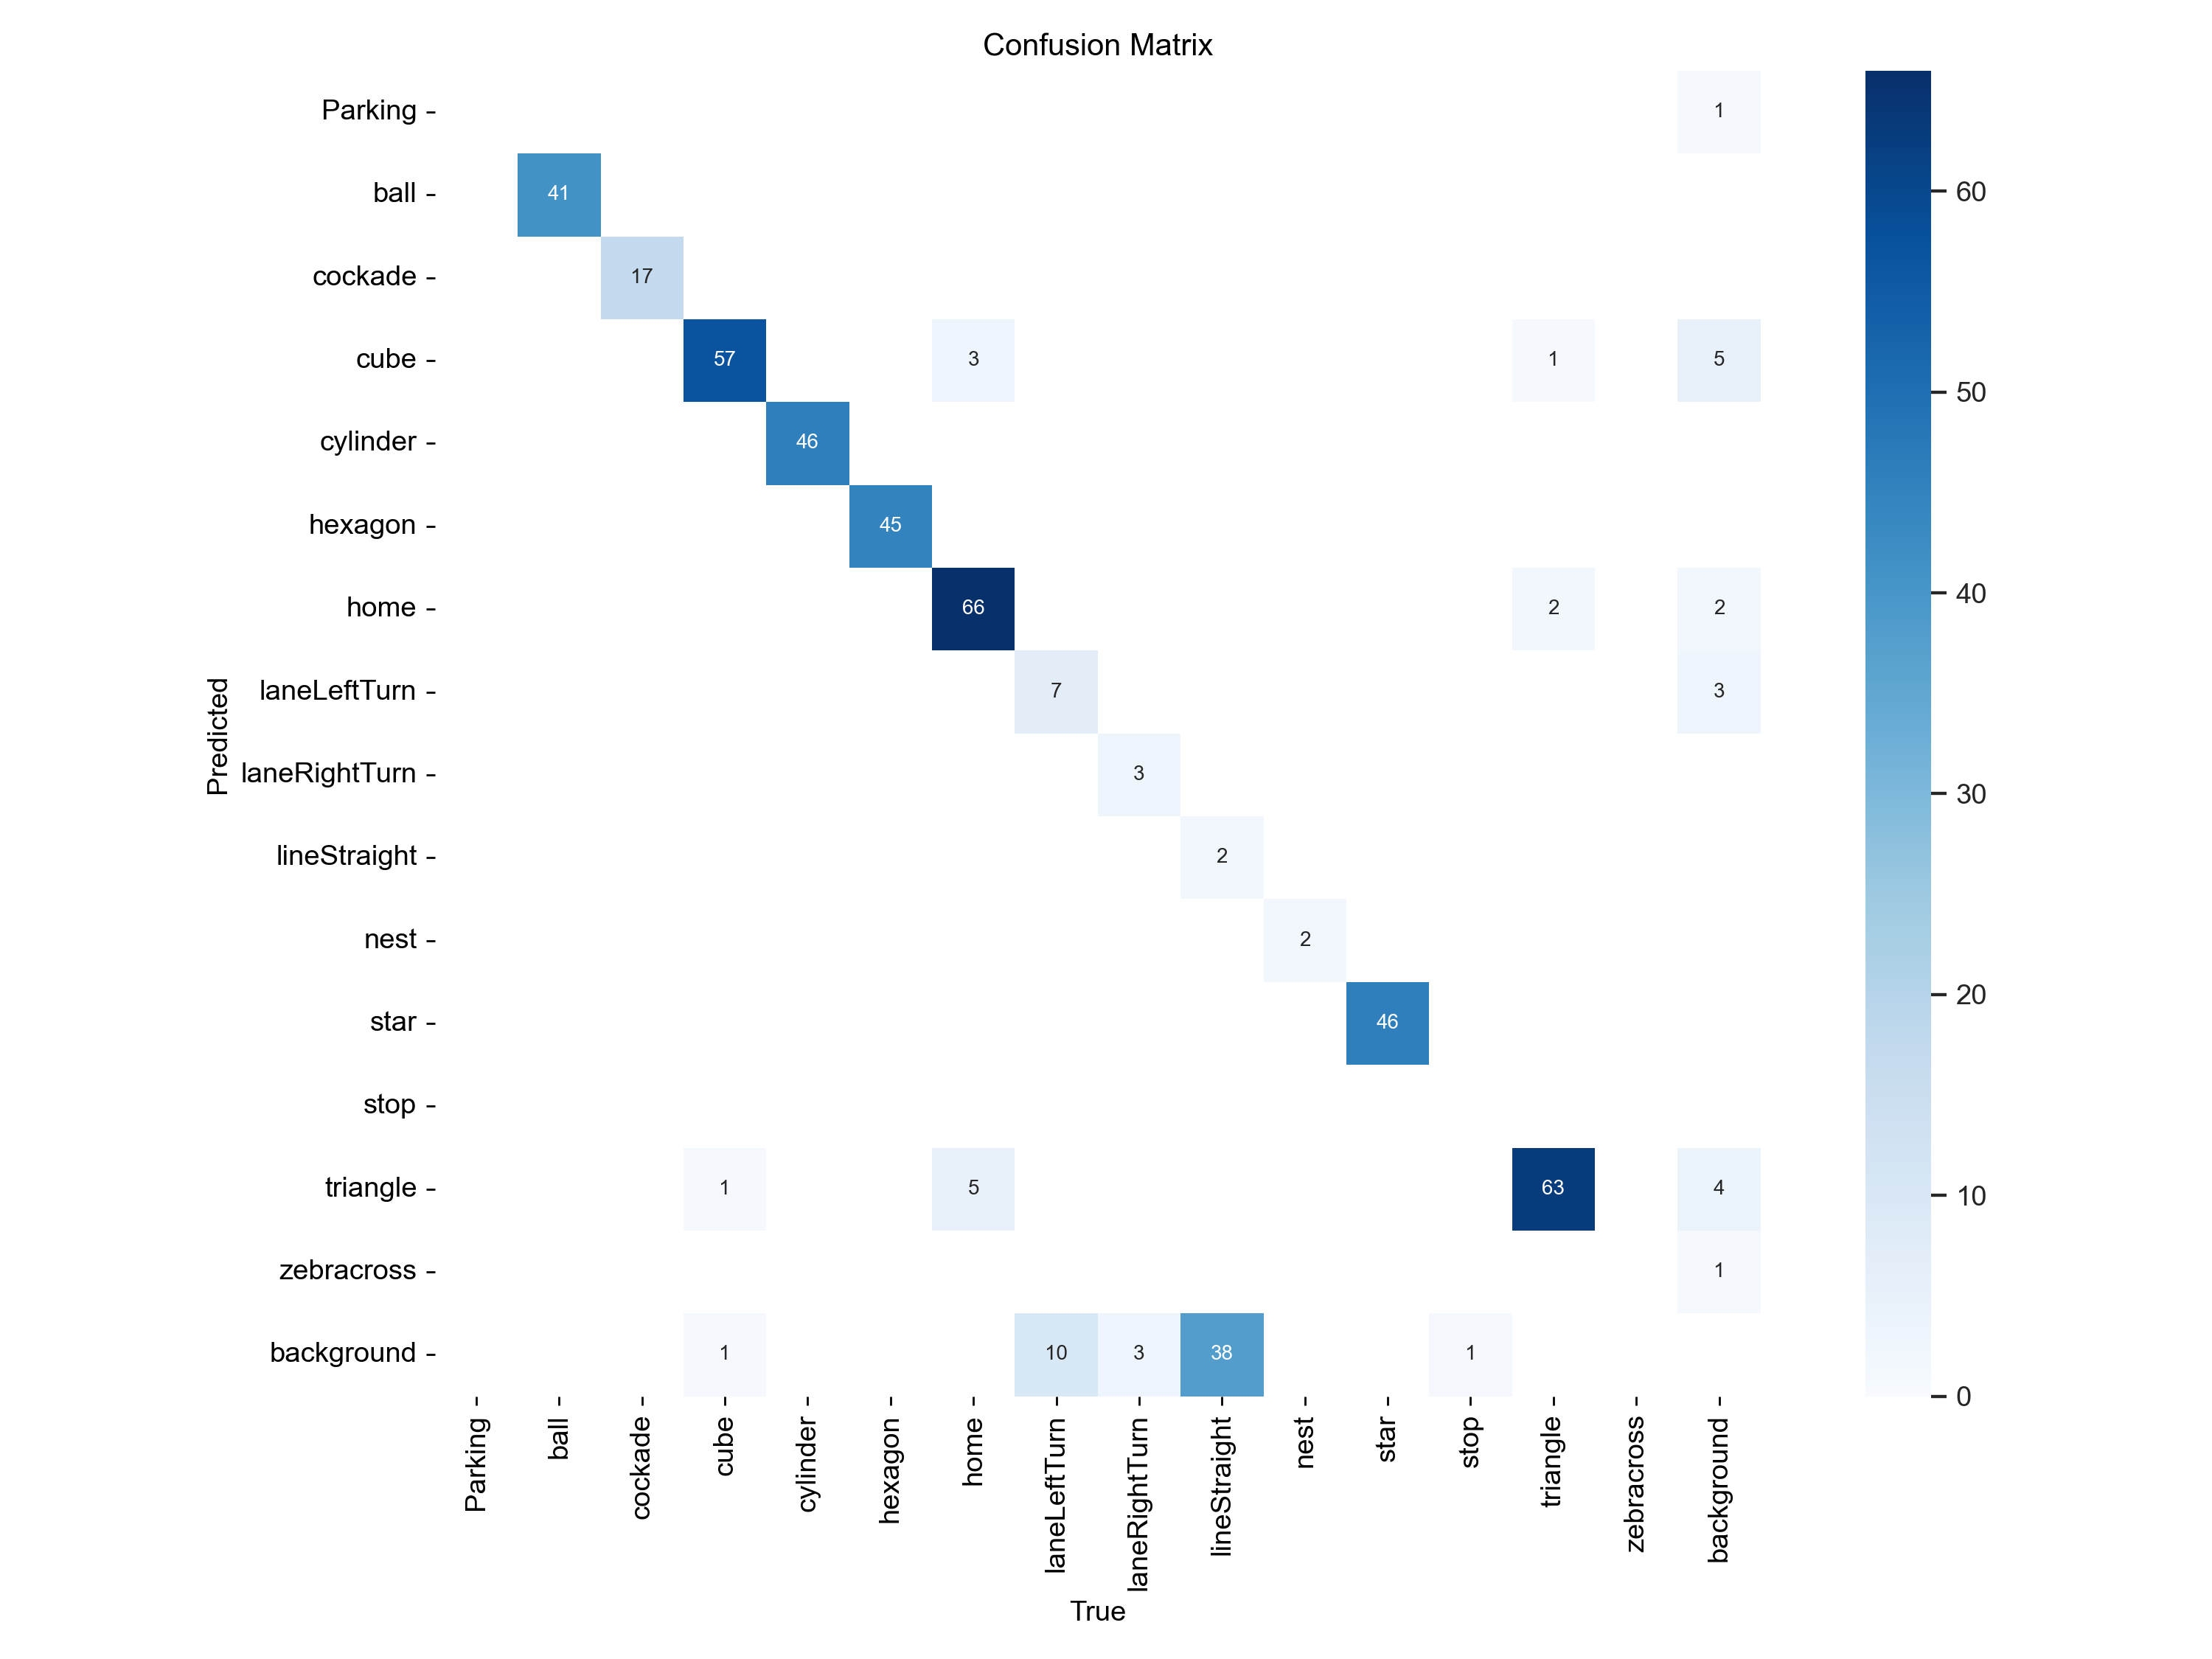 Confusion Matrix
Parking 1
ball 41
cockade 17
cube 57 3 1 5
cylinder 46
hexagon 45
home 66 2 2
laneLeftTurn 7 3
laneRightTurn 3
lineStraight 2
nest 2
star 46
stop
triangle 1 5 63 4
zebracross 1
background 1 10 3 38 1
Predicted
Parking ball cockade cube cylinder hexagon home laneLeftTurn laneRightTurn lineStraight nest star stop triangle zebracross background
True
60
50
40
30
20
10
0